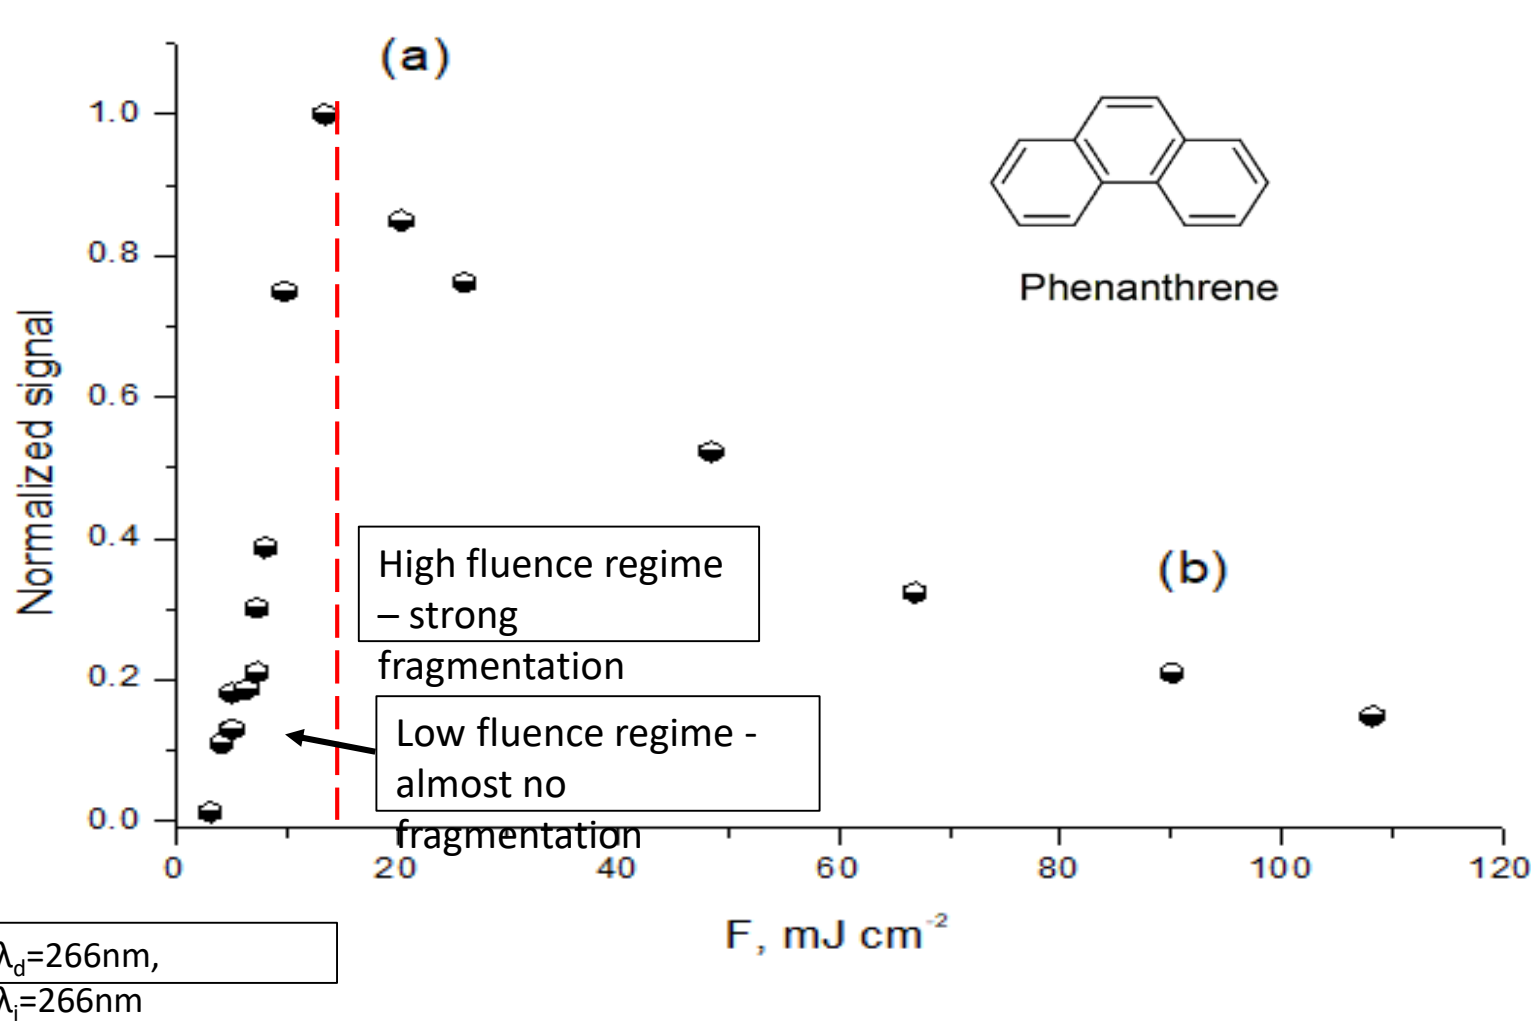 (a)
1.0
0.8
0.6
0.4
0.2
0.0
Normalized signal
Phenanthrene
High fluence regime
– strong
fragmentation
(b)
Low fluence regime -
almost no
fragmentation
0 20 40 60 80 100 120
F, mJ cm⁻²
λd=266nm,
λi=266nm